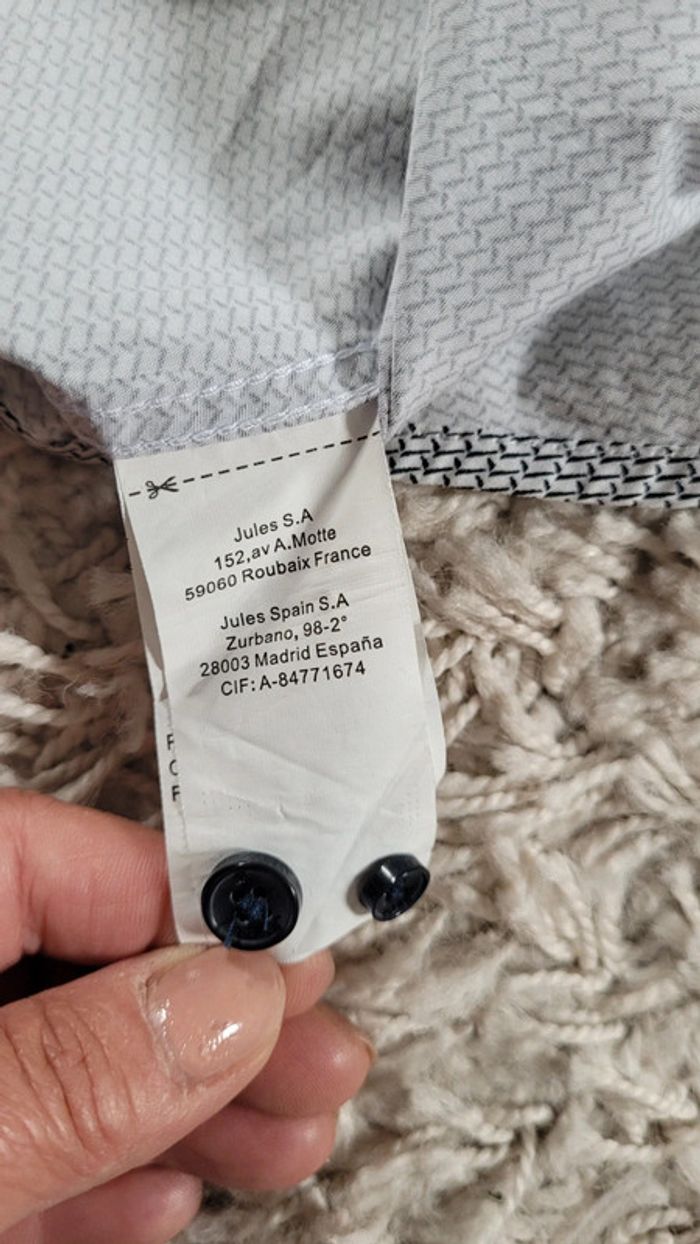 Jules S.A
152,av A.Motte
59060 Roubaix France
Jules Spain S.A
Zurbano, 98-2°
28003 Madrid España
CIF: A-84771674